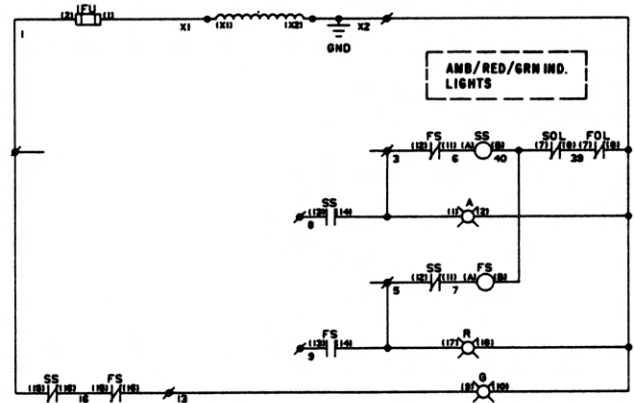 1FU
(2) (1)
1 X1 (X1) (X2) X2
GND
AMB/RED/GRN IND.
LIGHTS
FS SS SOL FOL
(12) (11) (A) (B) (7) (8) (7) (8)
3 6 40 39
SS A
(13) (14) (1) (2)
8
SS FS
(12) (11) (A) (B)
5 7
FS R
(13) (14) (17) (18)
9
SS FS G
(15) (16) (15) (16) (9) (10)
16 13